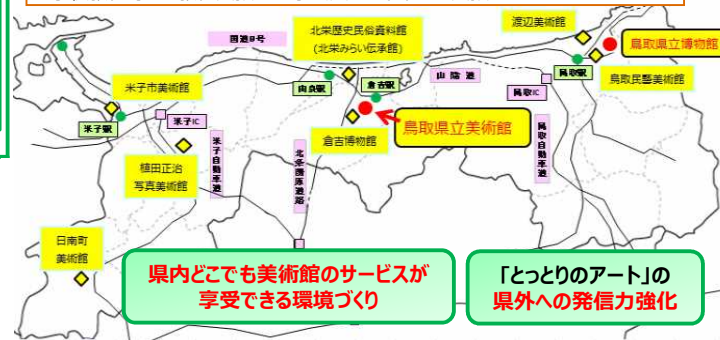 渡辺美術館
北栄歴史民俗資料館
(北栄みらい伝承館)
国道9号
鳥取県立博物館
米子市美術館
由良駅
倉吉駅
山陰道
鳥取駅
鳥取民藝美術館
鳥取IC
米子駅
米子IC
倉吉博物館
鳥取県立美術館
植田正治
写真美術館
米子自動車道
北条湯原道路
鳥取自動車道
日南町
美術館
県内どこでも美術館のサービスが
享受できる環境づくり
「とっとりのアート」の
県外への発信力強化